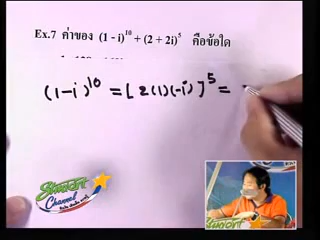 Ex.7 ค่าของ (1 - i)¹⁰ + (2 + 2i)⁵ คือข้อใด
(1-i)¹⁰ = [2(1)(-i)]⁵ =
Channel